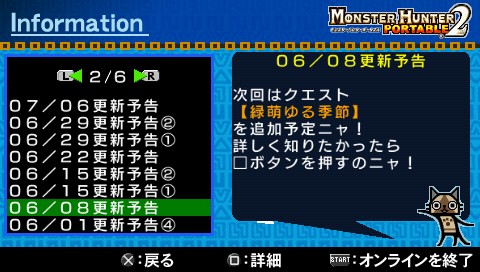 Information
MONSTER HUNTER
PORTABLE 2
L 2/6 R
07/06更新予告
06/29更新予告②
06/29更新予告①
06/22更新予告
06/15更新予告②
06/15更新予告①
06/08更新予告
06/01更新予告④
06/08更新予告
次回はクエスト
【緑萌ゆる季節】
を追加予定ニャ!
詳しく知りたかったら
□ボタンを押すのニャ!
×:戻る
□:詳細
START:オンラインを終了